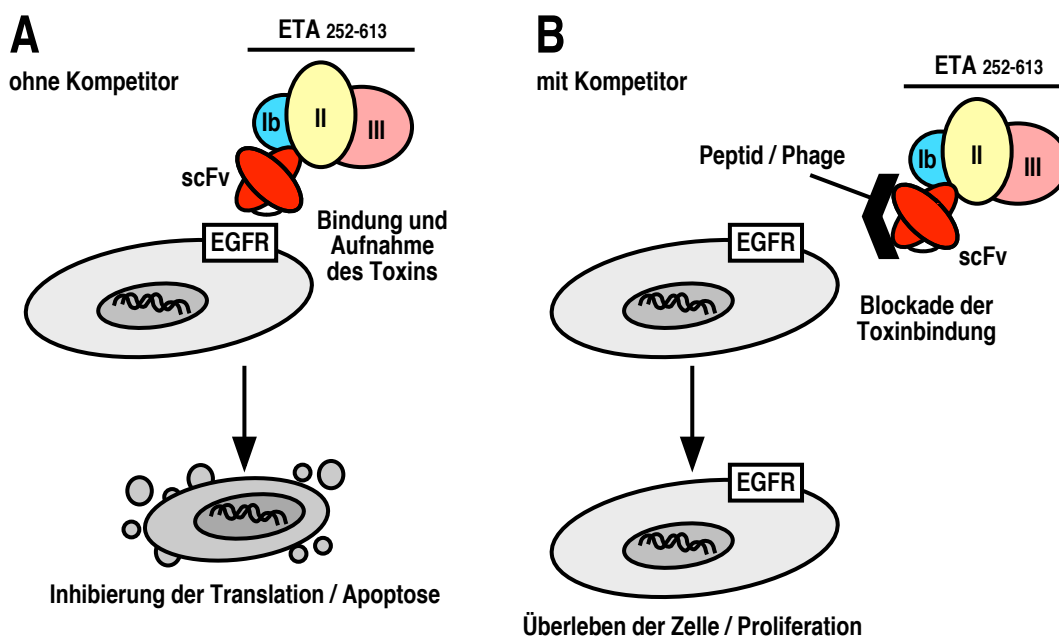 A
ETA 252-613
ohne Kompetitor
Ib
II
III
scFv
EGFR
Bindung und
Aufnahme
des Toxins
Inhibierung der Translation / Apoptose
B
ETA 252-613
mit Kompetitor
Peptid / Phage
Ib
II
III
scFv
EGFR
Blockade der
Toxinbindung
EGFR
Überleben der Zelle / Proliferation